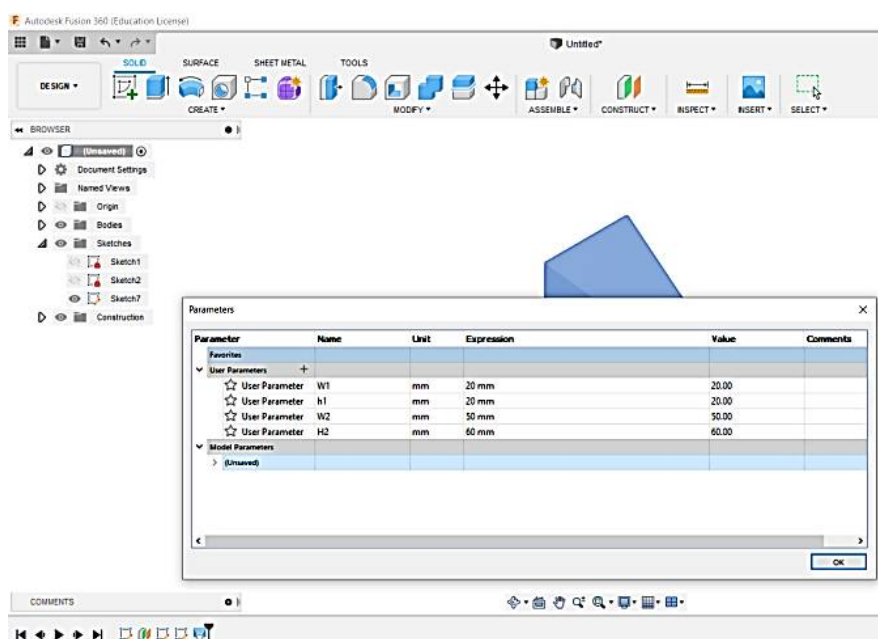 Autodesk Fusion 360 (Education License)
Untitled*
SOLID SURFACE SHEET METAL TOOLS
DESIGN
CREATE MODIFY ASSEMBLE CONSTRUCT INSPECT INSERT SELECT
BROWSER
(Unsaved)
Document Settings
Named Views
Origin
Bodies
Sketches
Sketch1
Sketch2
Sketch7
Construction
Parameters
Parameter Name Unit Expression Value Comments
Favorites
User Parameters +
User Parameter W1 mm 20 mm 20.00
User Parameter h1 mm 20 mm 20.00
User Parameter W2 mm 50 mm 50.00
User Parameter H2 mm 60 mm 60.00
Model Parameters
(Unsaved)
OK
COMMENTS